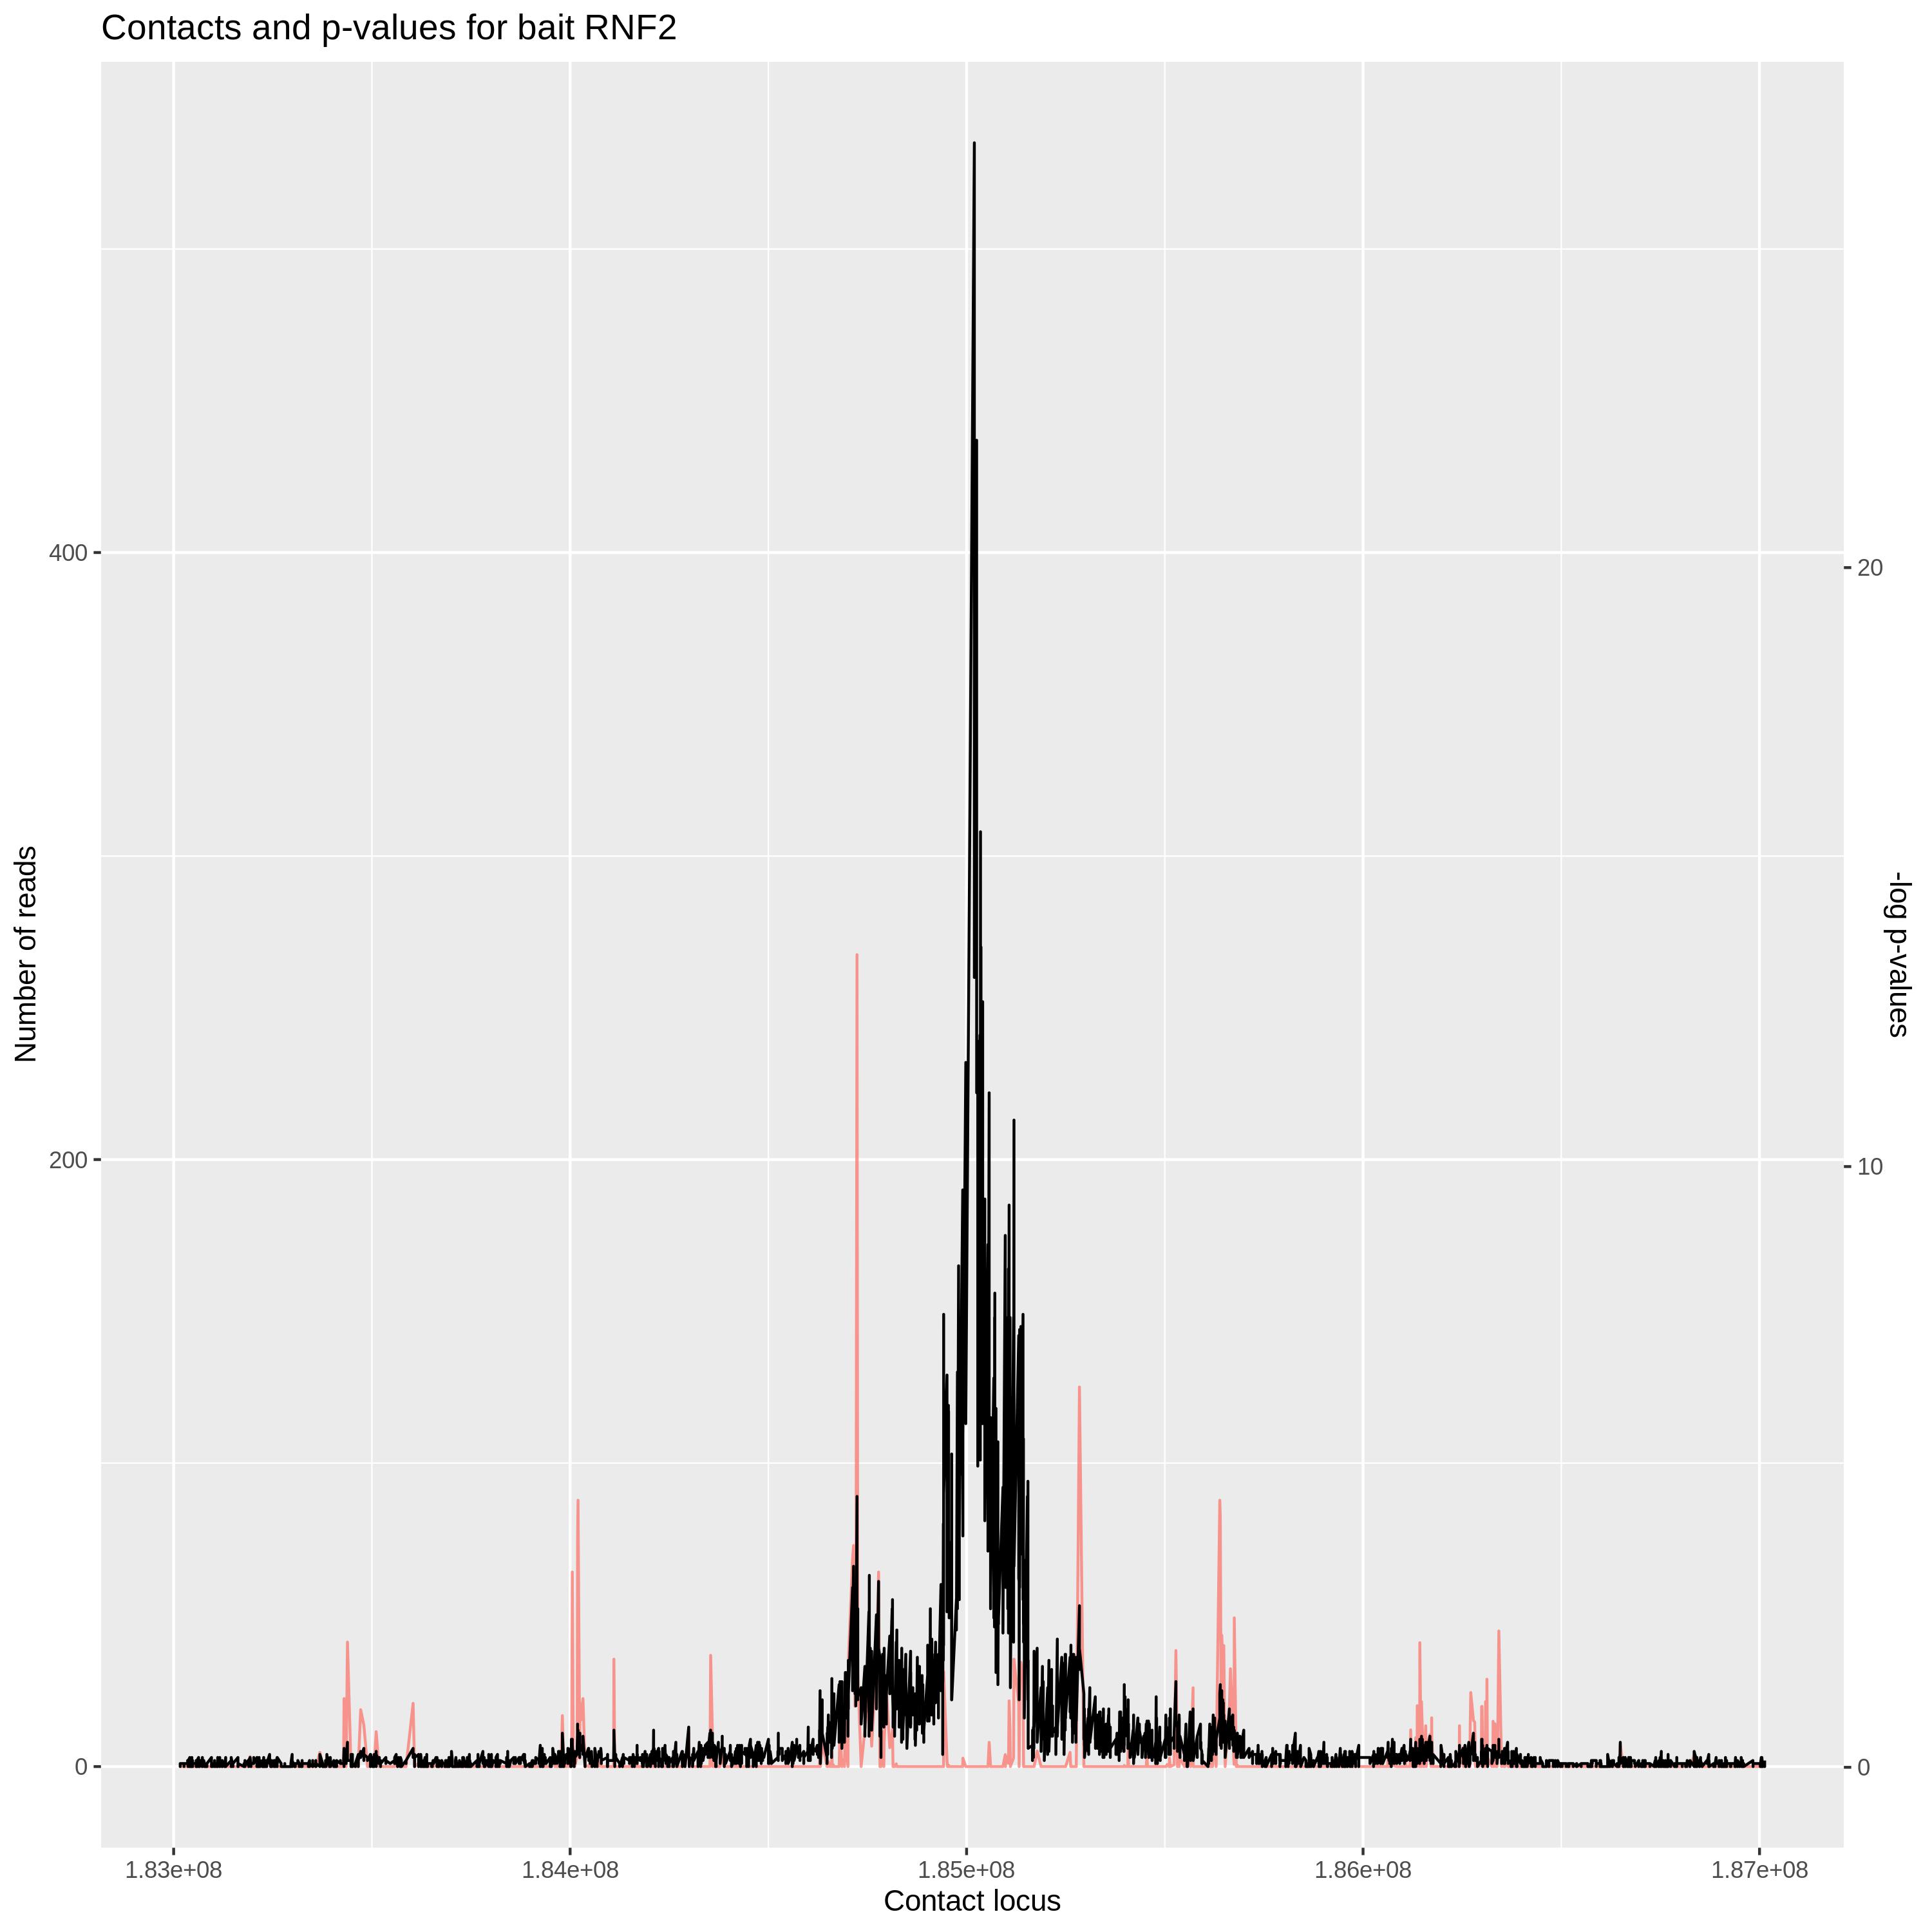 Contacts and p-values for bait RNF2
Number of reads
400
200
0
20
10
0
-log p-values
1.83e+08
1.84e+08
1.85e+08
1.86e+08
1.87e+08
Contact locus